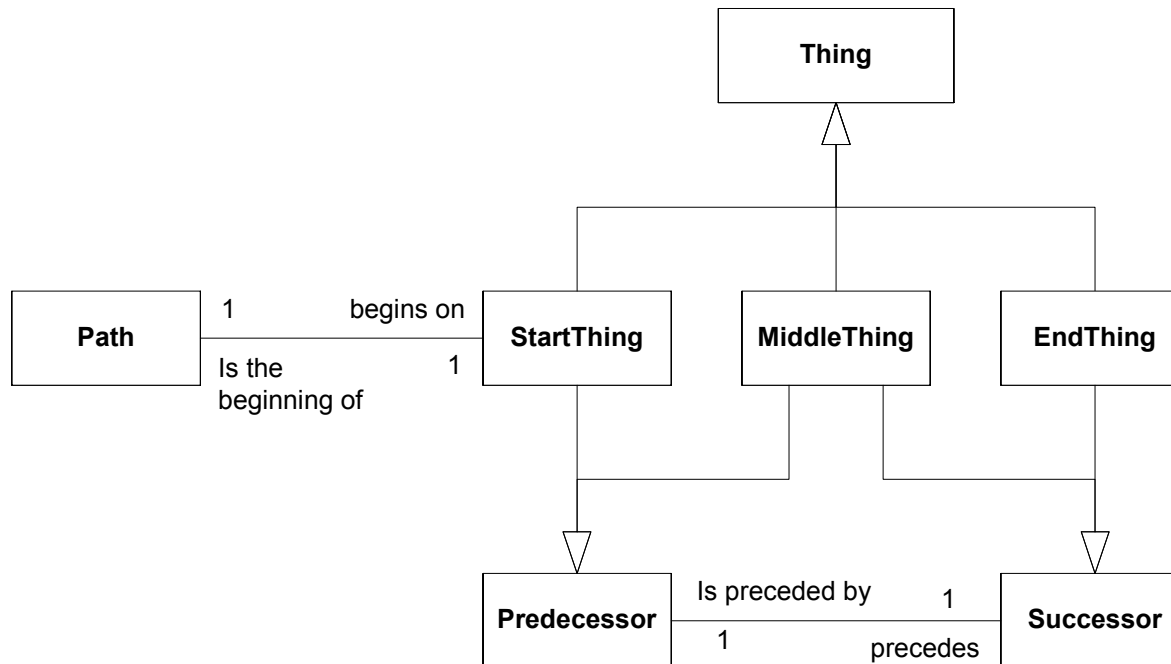 Thing
1
begins on
Path
StartThing
MiddleThing
EndThing
Is the
1
beginning of
Is preceded by
1
Predecessor
Successor
1
precedes